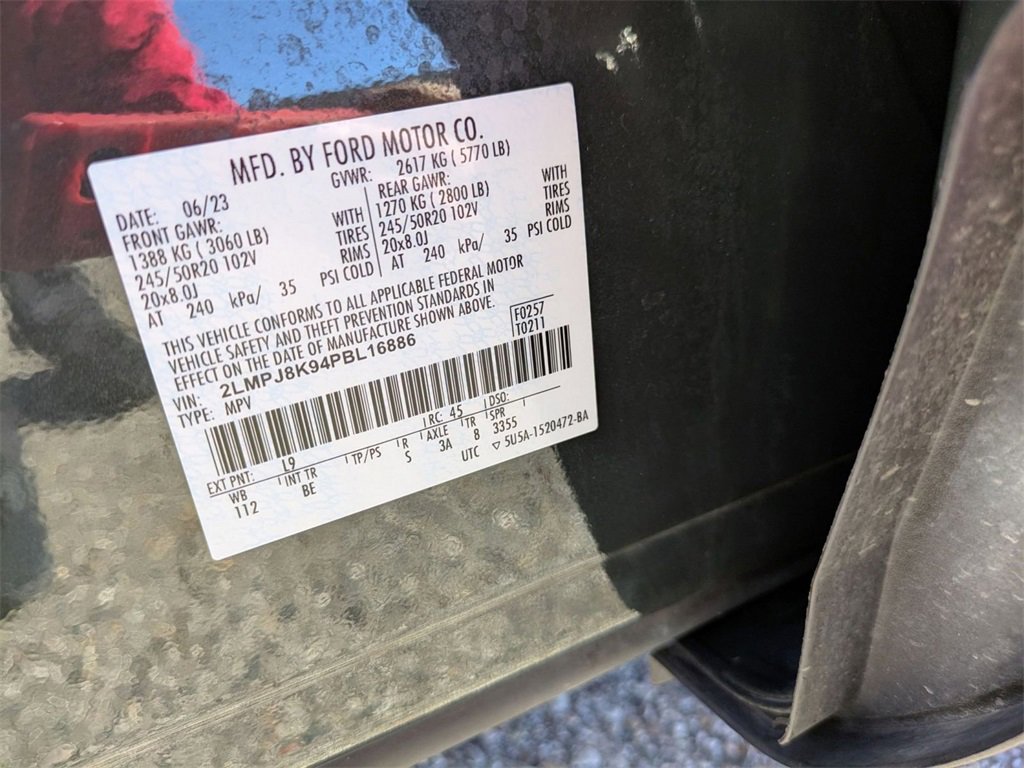 MFD. BY FORD MOTOR CO.
DATE: 06/23 GVWR: 2617 KG ( 5770 LB)
FRONT GAWR: REAR GAWR:
1388 KG ( 3060 LB) WITH 1270 KG ( 2800 LB) WITH
245/50R20 102V TIRES 245/50R20 102V TIRES
20x8.0J RIMS 20x8.0J RIMS
AT 240 kPa/ 35 PSI COLD AT 240 kPa/ 35 PSI COLD
THIS VEHICLE CONFORMS TO ALL APPLICABLE FEDERAL MOTOR
VEHICLE SAFETY AND THEFT PREVENTION STANDARDS IN
EFFECT ON THE DATE OF MANUFACTURE SHOWN ABOVE.
VIN: 2LMPJ8K94PBL16886 F0257
TYPE: MPV T0211
EXT PNT: L9 RC: 45 DSO:
WB INT TR TP/PS R AXLE TR SPR
112 BE S 3A 8 3355
UTC ▽ 5U5A-1520472-BA